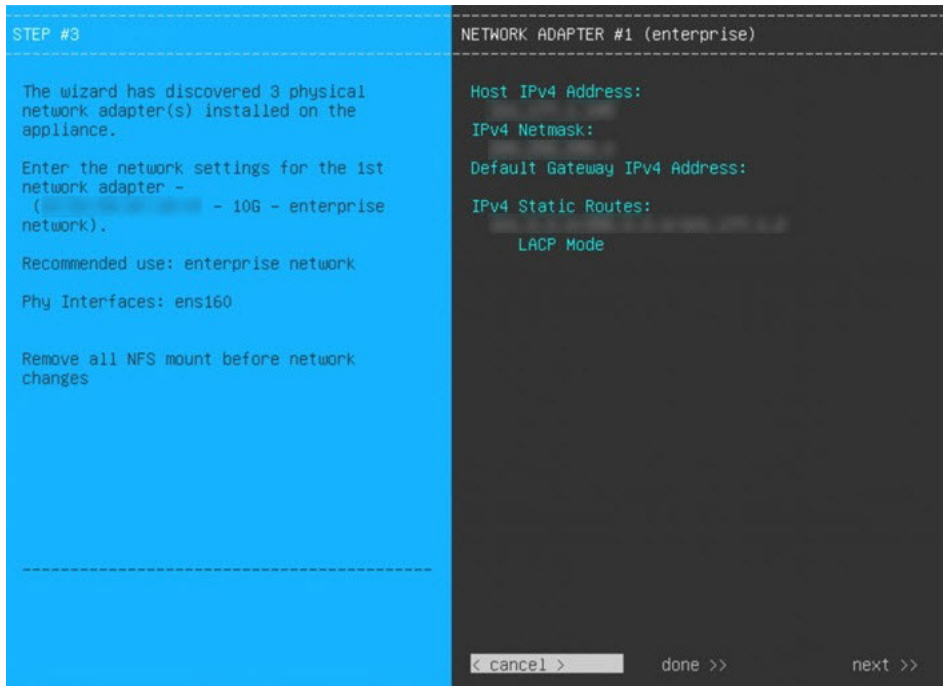 STEP #3
The wizard has discovered 3 physical
network adapter(s) installed on the
appliance.
Enter the network settings for the 1st
network adapter -
( - 10G - enterprise
network).
Recommended use: enterprise network
Phy Interfaces: ens160
Remove all NFS mount before network
changes
NETWORK ADAPTER #1 (enterprise)
Host IPv4 Address:
IPv4 Netmask:
Default Gateway IPv4 Address:
IPv4 Static Routes:
LACP Mode
< cancel > done >> next >>